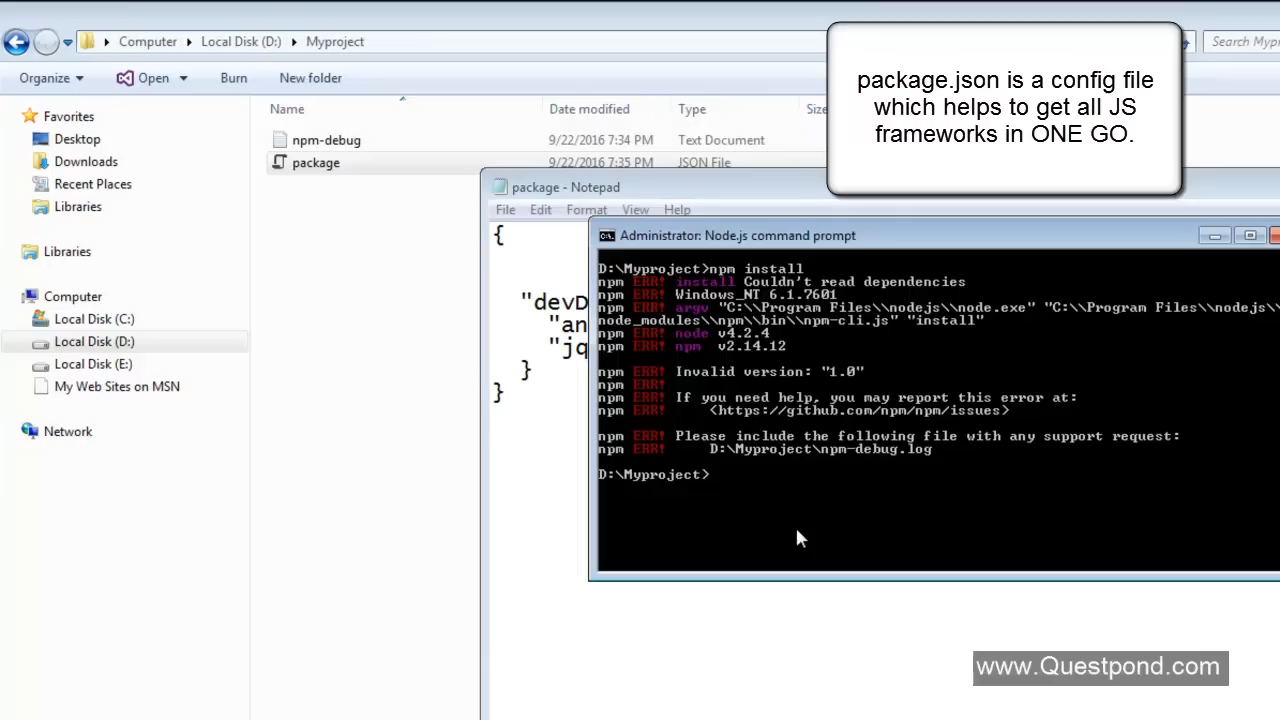 Computer Local Disk (D:) Myproject
Search Myp
Organize Open Burn New folder
Favorites
Desktop
Downloads
Recent Places
Libraries
Libraries
Computer
Local Disk (C:)
Local Disk (D:)
Local Disk (E:)
My Web Sites on MSN
Network
Name Date modified Type Size
npm-debug 9/22/2016 7:34 PM Text Document
package 9/22/2016 7:35 PM JSON File
package.json is a config file
which helps to get all JS
frameworks in ONE GO.
package - Notepad
File Edit Format View Help
{
"devD
"an
"jq
}
}
Administrator: Node.js command prompt
D:\Myproject>npm install
npm ERR! install Couldn't read dependencies
npm ERR! Windows_NT 6.1.7601
npm ERR! argv "C:\\Program Files\\nodejs\\node.exe" "C:\\Program Files\\nodejs\\
node_modules\\npm\\bin\\npm-cli.js" "install"
npm ERR! node v4.2.4
npm ERR! npm v2.14.12
npm ERR! Invalid version: "1.0"
npm ERR!
npm ERR! If you need help, you may report this error at:
npm ERR! <https://github.com/npm/npm/issues>
npm ERR! Please include the following file with any support request:
npm ERR! D:\Myproject\npm-debug.log
D:\Myproject>
www.Questpond.com